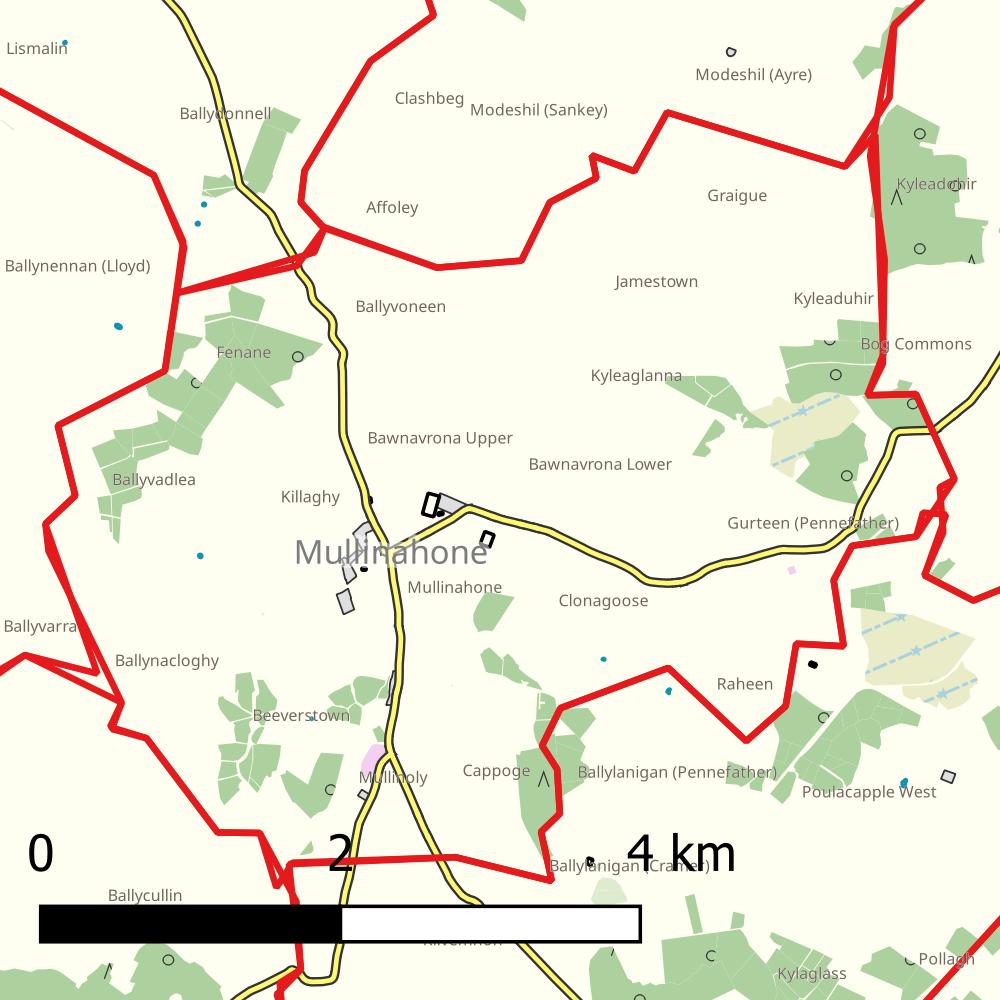 Lismalin
Modeshil (Ayre)
Clashbeg
Modeshil (Sankey)
Ballydonnell
Kyleadohir
Graigue
Affoley
Ballynennan (Lloyd)
Jamestown
Kyleaduhir
Ballyvoneen
Bog Commons
Fenane
Kyleaglanna
Bawnavrona Upper
Bawnavrona Lower
Ballyvadlea
Killaghy
Gurteen (Pennefather)
Mullinahone
Mullinahone
Clonagoose
Ballyvarra
Ballynacloghy
Raheen
Beeverstown
Cappoge
Ballylanigan (Pennefather)
Mullinoly
Poulacapple West
0 2 4 km
Ballylanigan (Cramer)
Ballycullin
Pollagh
Kylaglass